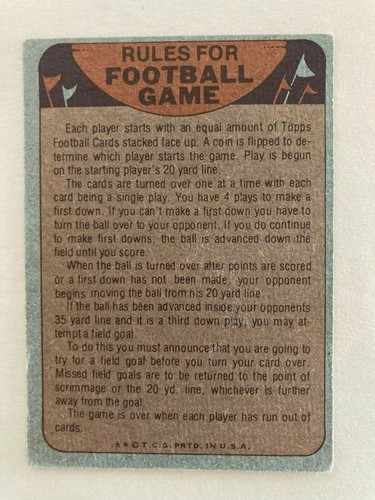 RULES FOR
FOOTBALL
GAME
Each player starts with an equal amount of Topps
Football Cards stacked face up. A coin is flipped to de-
termine which player starts the game. Play is begun
on the starting player's 20 yard line.
The cards are turned over one at a time with each
card being a single play. You have 4 plays to make a
first down. If you can't make a first down you have to
turn the ball over to your opponent. If you do continue
to make first downs, the ball is advanced down the
field until you score.
When the ball is turned over after points are scored
or a first down has not been made, your opponent
begins moving the ball from his 20 yard line.
If the ball has been advanced inside your opponents
35 yard line and it is a third down play, you may at-
tempt a field goal.
To do this you must announce that you are going to
try for a field goal before you turn your card over.
Missed field goals are to be returned to the point of
scrimmage or the 20 yd. line, whichever is further
away from the goal.
The game is over when each player has run out of
cards.
★★ © T.C.G. PRTD. IN U.S.A.